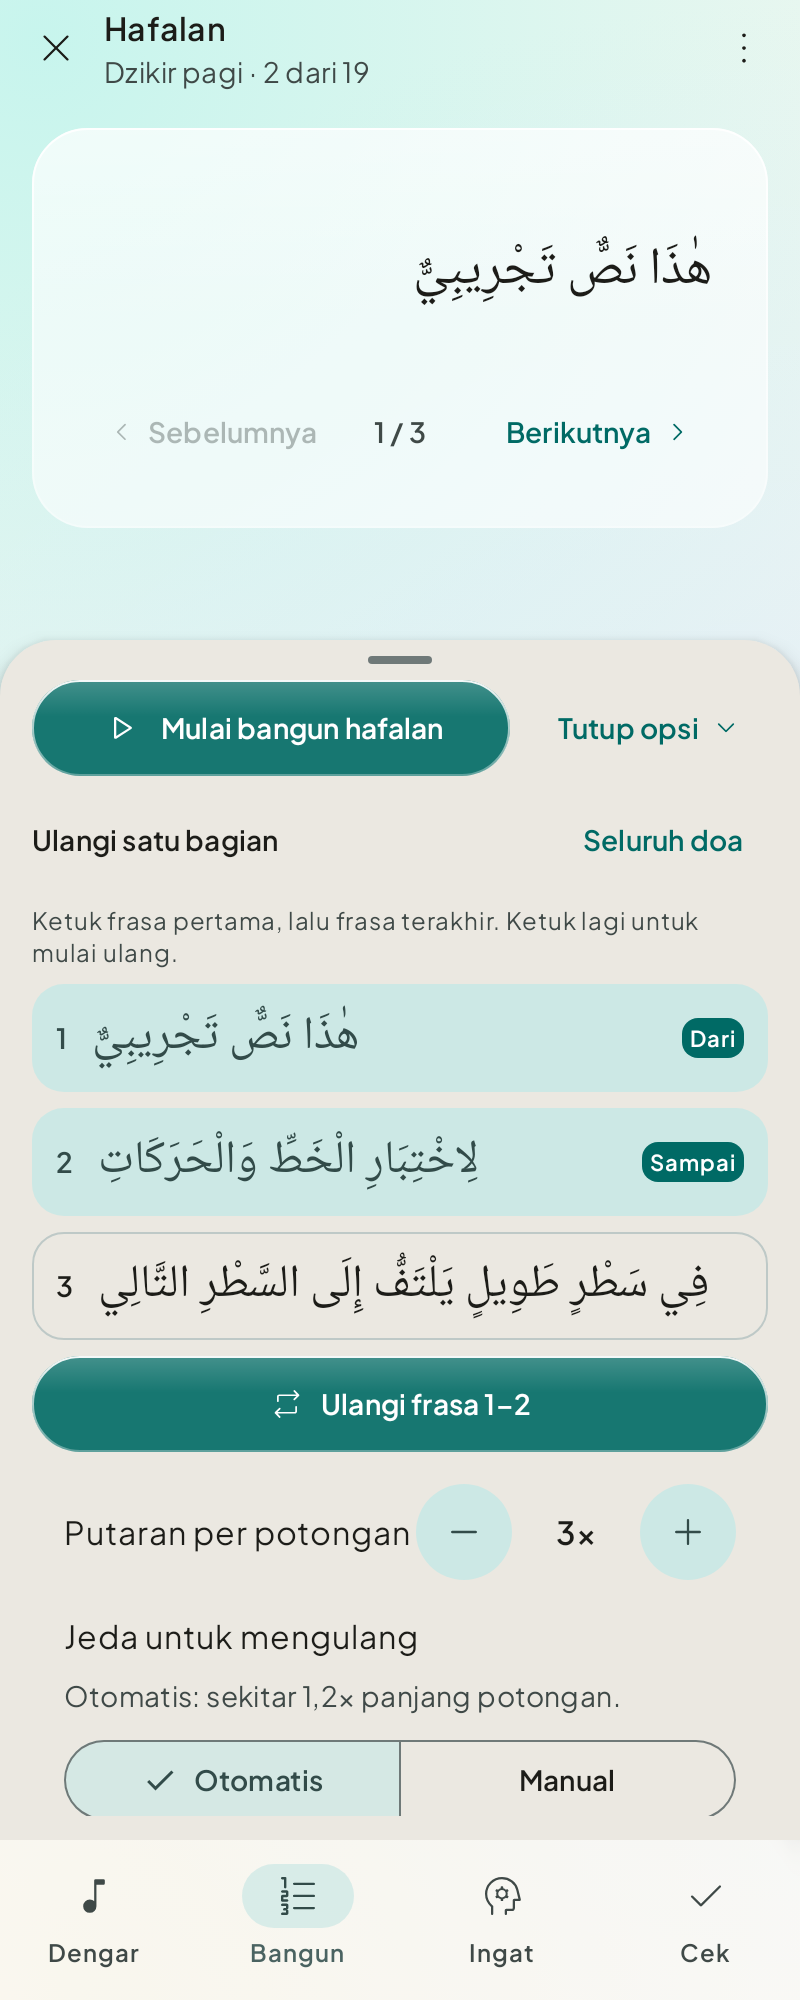 Hafalan
Dzikir pagi · 2 dari 19
هٰذَا نَصٌّ تَجْرِيبِيٌّ
Sebelumnya
1 / 3
Berikutnya
Mulai bangun hafalan
Tutup opsi
Ulangi satu bagian
Seluruh doa
Ketuk frasa pertama, lalu frasa terakhir. Ketuk lagi untuk
mulai ulang.
1 هٰذَا نَصٌّ تَجْرِيبِيٌّ Dari
2 لِاخْتِبَارِ الْخَطِّ وَالْحَرَكَاتِ Sampai
3 فِي سَطْرٍ طَوِيلٍ يَلْتَفُّ إِلَى السَّطْرِ التَّالِي
Ulangi frasa 1–2
Putaran per potongan
3×
Jeda untuk mengulang
Otomatis: sekitar 1,2× panjang potongan.
Otomatis
Manual
Dengar
Bangun
Ingat
Cek